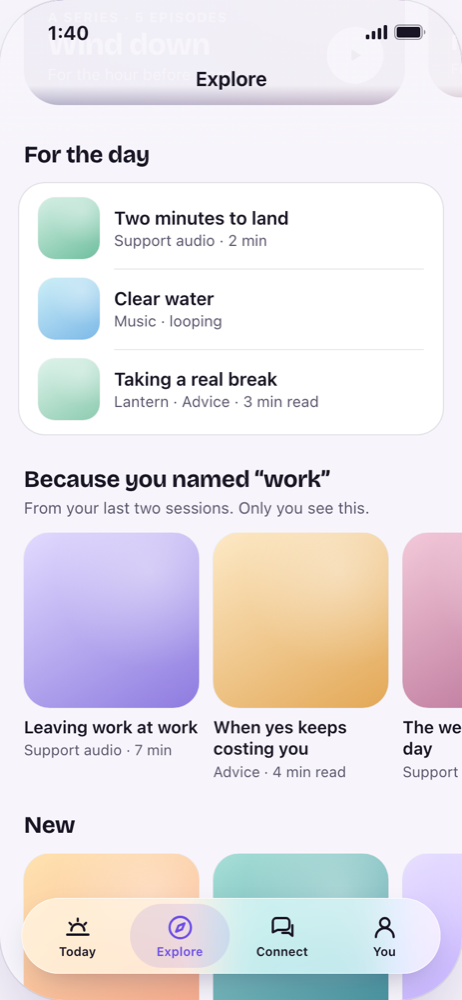 A SERIES · 5 EPISODES
1:40
Wind down
For the hour before
Explore
For the day
Two minutes to land
Support audio · 2 min
Clear water
Music · looping
Taking a real break
Lantern · Advice · 3 min read
Because you named “work”
From your last two sessions. Only you see this.
Leaving work at work
Support audio · 7 min
When yes keeps
costing you
Advice · 4 min read
The we
day
Support
New
Today
Explore
Connect
You